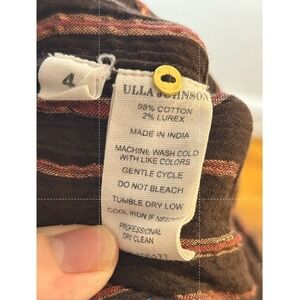 4
ULLA JOHNSON
98% COTTON
2% LUREX
MADE IN INDIA
MACHINE WASH COLD
WITH LIKE COLORS
GENTLE CYCLE
DO NOT BLEACH
TUMBLE DRY LOW
COOL IRON IF NEEDED
PROFESSIONAL
DRY CLEAN